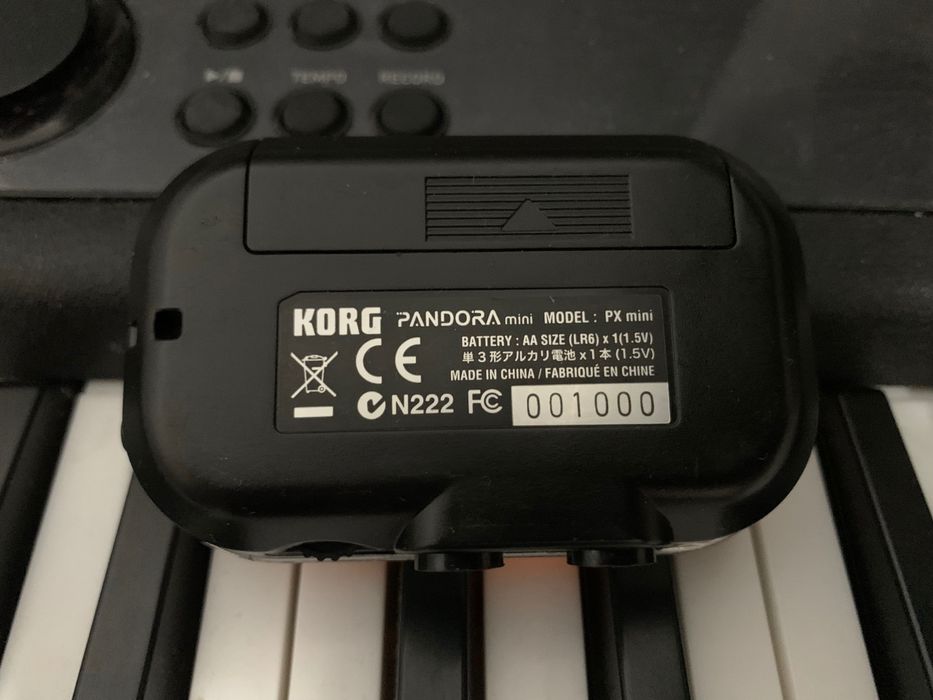 TEMPO RECORD
KORG PANDORA mini MODEL : PX mini
BATTERY : AA SIZE (LR6) x 1(1.5V)
単3形アルカリ電池 x 1本 (1.5V)
MADE IN CHINA / FABRIQUÉ EN CHINE
CE
N222 FC 001000